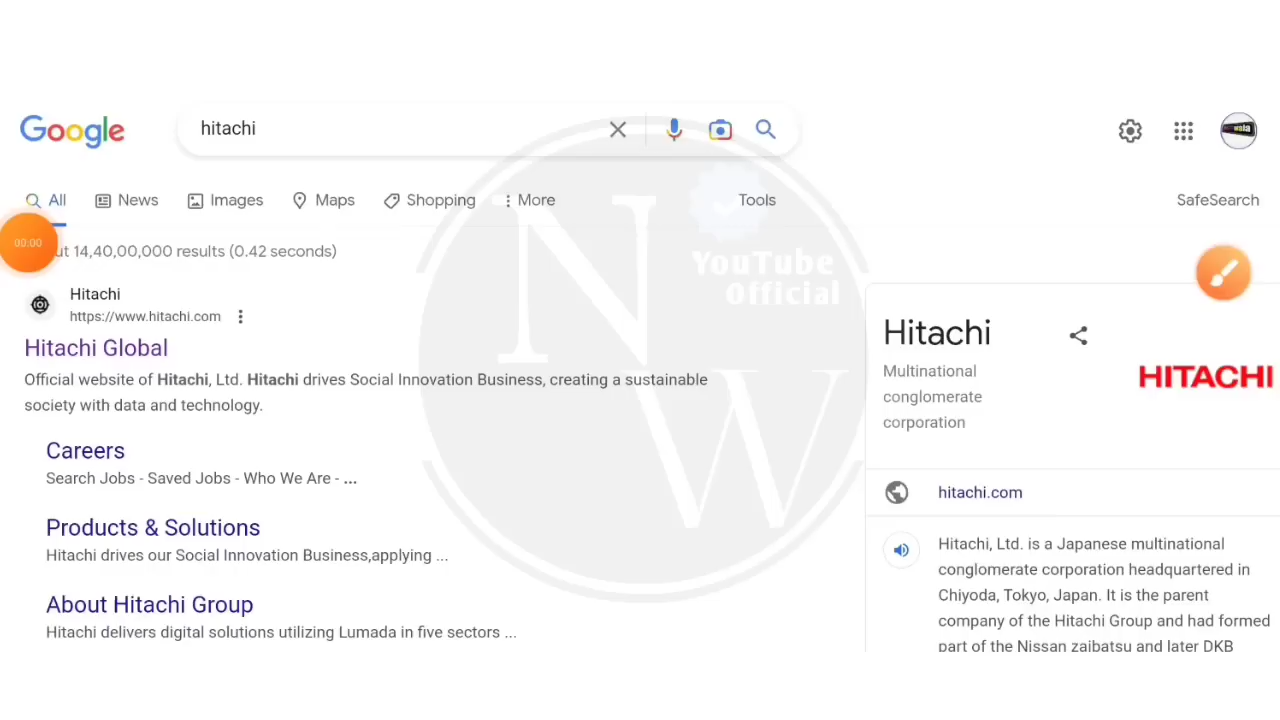 Google
hitachi
All News Images Maps Shopping More Tools SafeSearch
00:00
ut 14,40,00,000 results (0.42 seconds)
Hitachi
https://www.hitachi.com
Hitachi Global
Official website of Hitachi, Ltd. Hitachi drives Social Innovation Business, creating a sustainable
society with data and technology.
Careers
Search Jobs - Saved Jobs - Who We Are - ...
Products & Solutions
Hitachi drives our Social Innovation Business,applying ...
About Hitachi Group
Hitachi delivers digital solutions utilizing Lumada in five sectors ...
NW
YouTube
Official
Hitachi
Multinational
conglomerate
corporation
HITACHI
hitachi.com
Hitachi, Ltd. is a Japanese multinational
conglomerate corporation headquartered in
Chiyoda, Tokyo, Japan. It is the parent
company of the Hitachi Group and had formed
part of the Nissan zaibatsu and later DKB